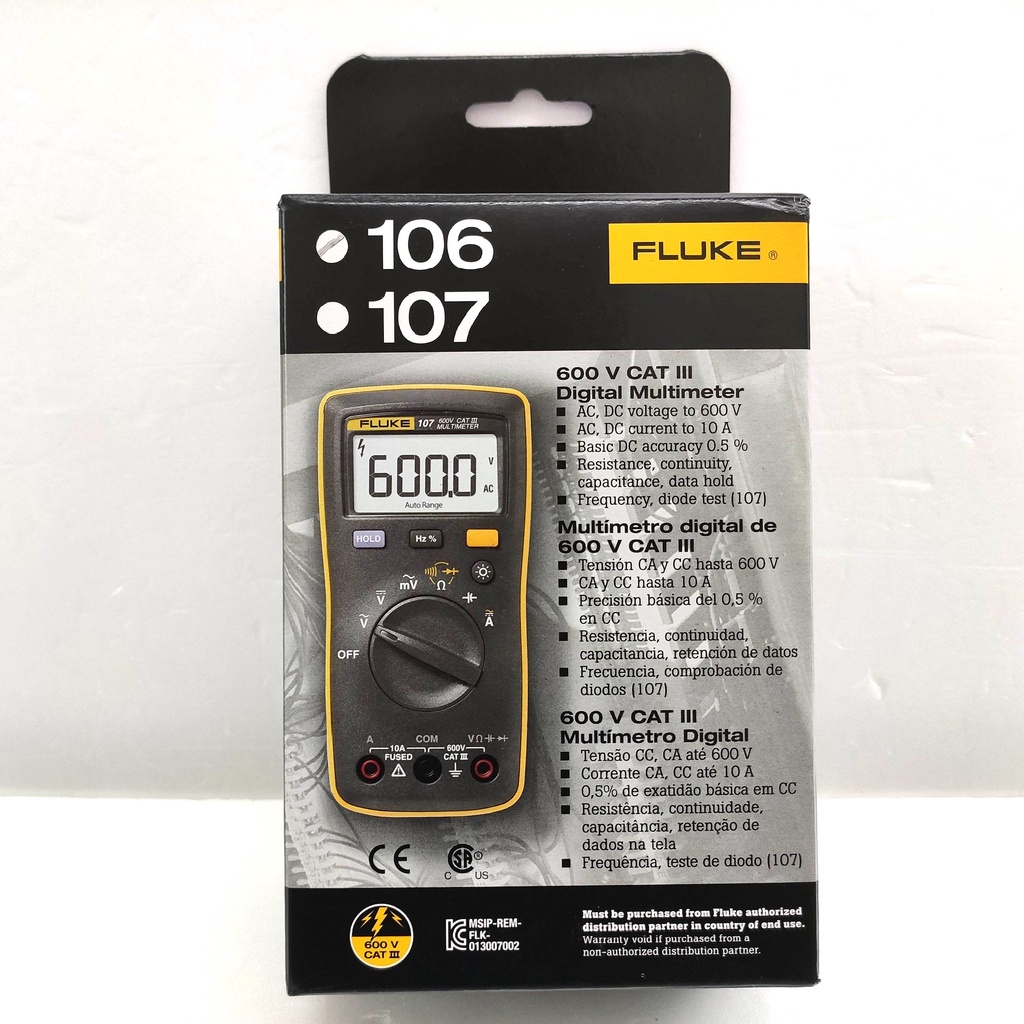 106
107
FLUKE ®
600 V CAT III
Digital Multimeter
■ AC, DC voltage to 600 V
■ AC, DC current to 10 A
■ Basic DC accuracy 0.5 %
■ Resistance, continuity,
capacitance, data hold
■ Frequency, diode test (107)
Multímetro digital de
600 V CAT III
■ Tensión CA y CC hasta 600 V
■ CA y CC hasta 10 A
■ Precisión básica del 0,5 %
en CC
■ Resistencia, continuidad,
capacitancia, retención de datos
■ Frecuencia, comprobación de
diodos (107)
600 V CAT III
Multímetro Digital
■ Tensão CC, CA até 600 V
■ Corrente CA, CC até 10 A
■ 0,5% de exatidão básica em CC
■ Resistência, continuidade,
capacitância, retenção de
dados na tela
■ Frequência, teste de diodo (107)
FLUKE 107 600V CAT III
MULTIMETER
600.0 V AC
Auto Range
HOLD
Hz %
mV
Ω
V
V
A
OFF
A COM VΩ
10A
FUSED
600V
CAT III
CE
CSA ®
C US
600 V
CAT III
MSIP-REM-
FLK-
013007002
Must be purchased from Fluke authorized
distribution partner in country of end use.
Warranty void if purchased from a
non-authorized distribution partner.